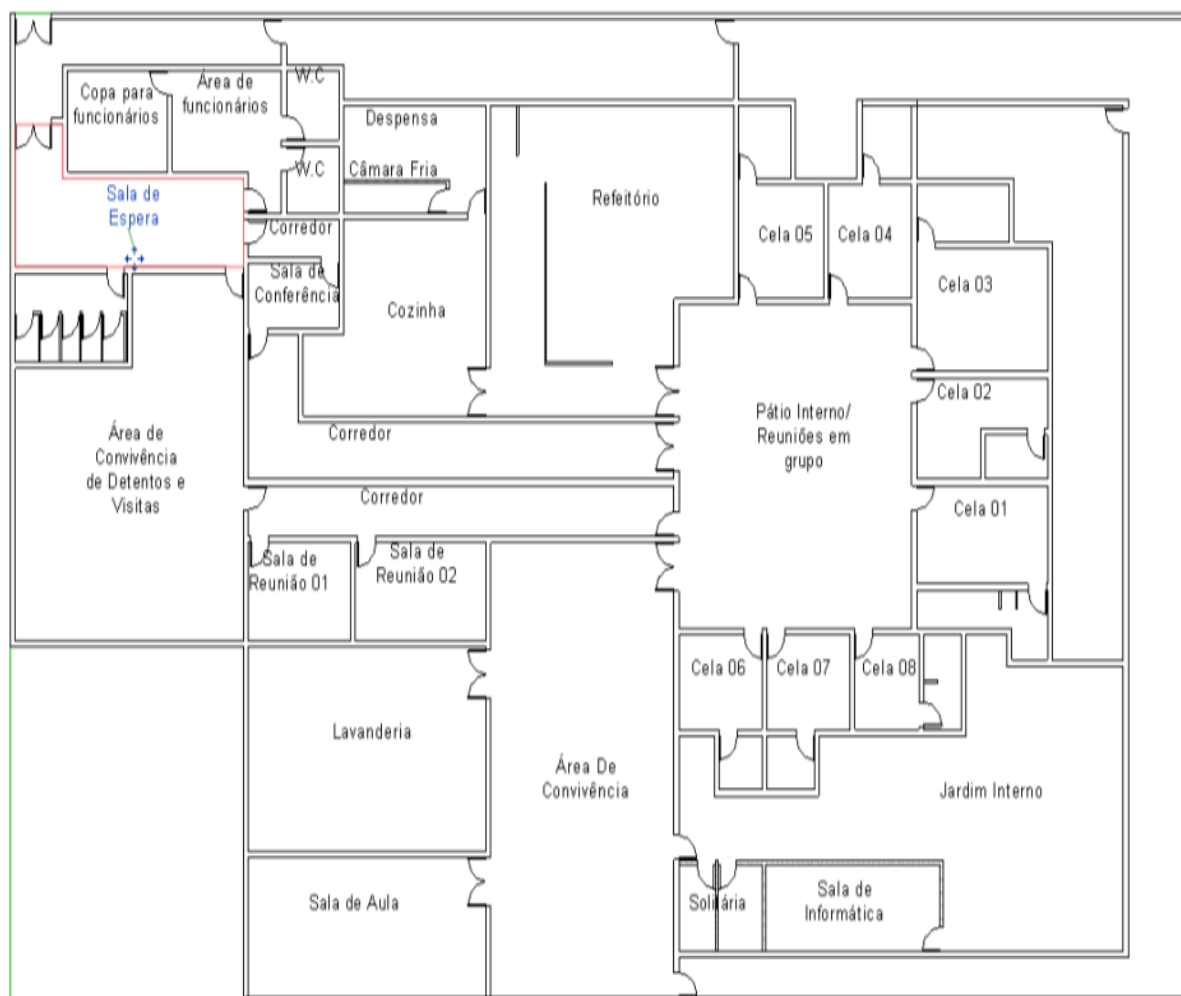 W.C
Copa para
funcionários
Área de
funcionários
Despensa
W.C
Câmara Fria
Sala de
Espera
Refeitório
Corredor
Cela 05
Cela 04
Sala de
Conferência
Cela 03
Cozinha
Cela 02
Pátio Interno/
Reuniões em
grupo
Área de
Convivência
de Detentos e
Visitas
Corredor
Corredor
Cela 01
Sala de
Reunião 01
Sala de
Reunião 02
Cela 06
Cela 07
Cela 08
Lavanderia
Área De
Convivência
Jardim Interno
Sala de Aula
Solitária
Sala de
Informática